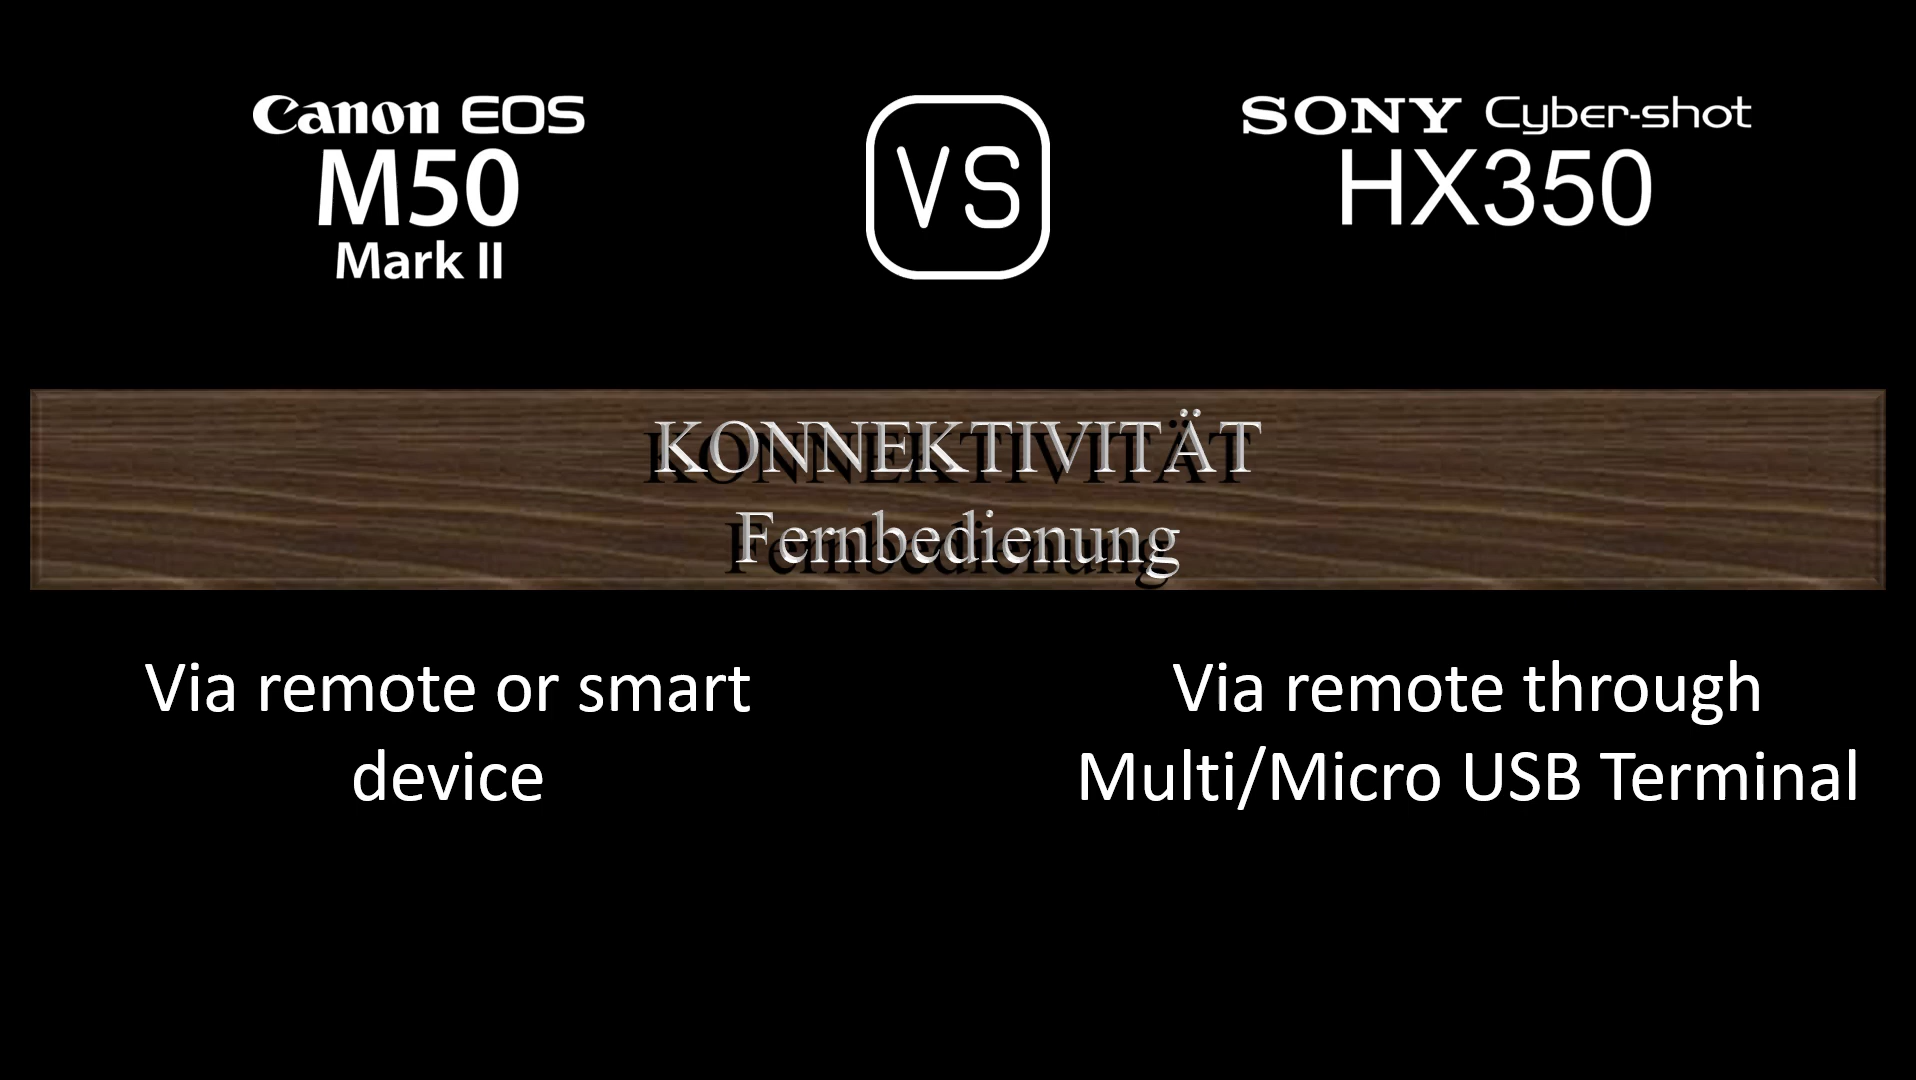 Canon EOS
M50
Mark II
VS
SONY Cyber-shot
HX350
KONNEKTIVITÄT
Fernbedienung
Via remote or smart
device
Via remote through
Multi/Micro USB Terminal